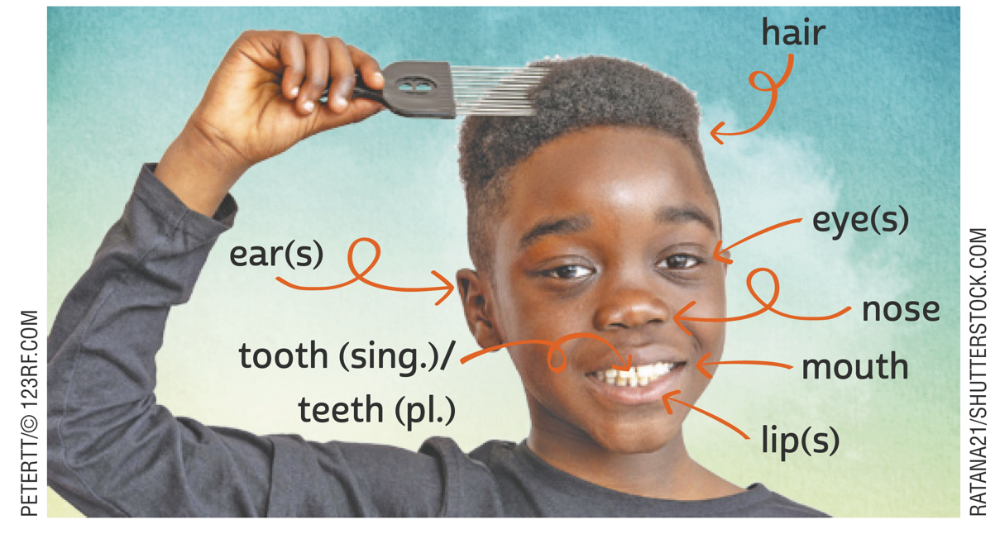 hair
eye(s)
ear(s)
nose
tooth (sing.)/
teeth (pl.)
mouth
lip(s)
PETERTT/© 123RF.COM
RATANA21/SHUTTERSTOCK.COM